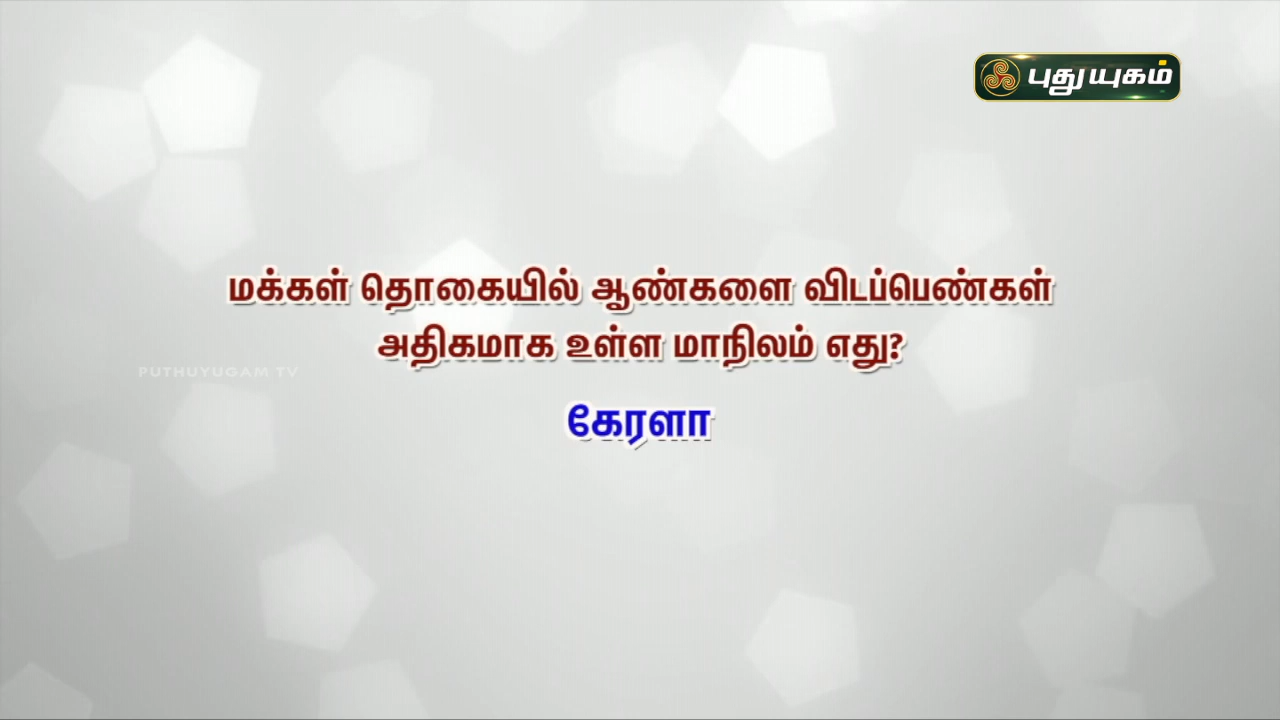 புதுயுகம்
மக்கள் தொகையில் ஆண்களை விடப்பெண்கள்
அதிகமாக உள்ள மாநிலம் எது?
PUTHUYUGAM TV
கேரளா